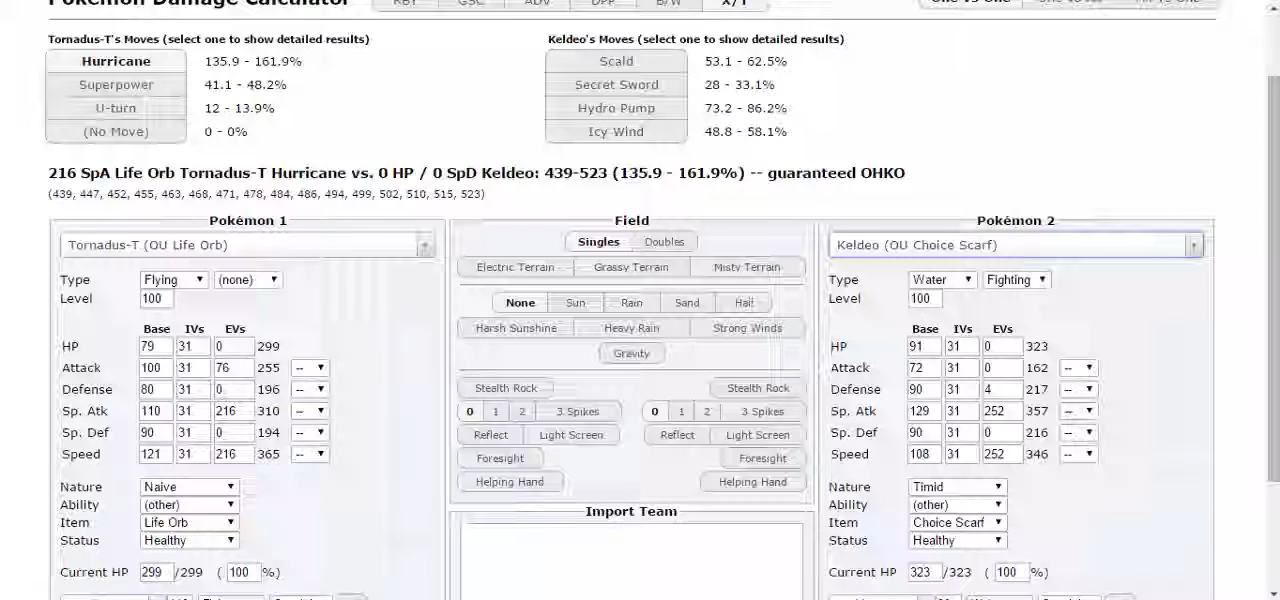 Pokémon Damage Calculator RBY GSC ADV DPP B/W X/Y One vs One
Tornadus-T's Moves (select one to show detailed results) Keldeo's Moves (select one to show detailed results)
Hurricane 135.9 - 161.9% Scald 53.1 - 62.5%
Superpower 41.1 - 48.2% Secret Sword 28 - 33.1%
U-turn 12 - 13.9% Hydro Pump 73.2 - 86.2%
(No Move) 0 - 0% Icy Wind 48.8 - 58.1%
216 SpA Life Orb Tornadus-T Hurricane vs. 0 HP / 0 SpD Keldeo: 439-523 (135.9 - 161.9%) -- guaranteed OHKO
(439, 447, 452, 455, 463, 468, 471, 478, 484, 486, 494, 499, 502, 510, 515, 523)
Pokémon 1
Tornadus-T (OU Life Orb)
Type Flying (none)
Level 100
Base IVs EVs
HP 79 31 0 299
Attack 100 31 76 255 --
Defense 80 31 0 196 --
Sp. Atk 110 31 216 310 --
Sp. Def 90 31 0 194 --
Speed 121 31 216 365 --
Nature Naive
Ability (other)
Item Life Orb
Status Healthy
Current HP 299 /299 ( 100 %)
Field
Singles Doubles
Electric Terrain Grassy Terrain Misty Terrain
None Sun Rain Sand Hail
Harsh Sunshine Heavy Rain Strong Winds
Gravity
Stealth Rock Stealth Rock
0 1 2 3 Spikes 0 1 2 3 Spikes
Reflect Light Screen Reflect Light Screen
Foresight Foresight
Helping Hand Helping Hand
Import Team
Pokémon 2
Keldeo (OU Choice Scarf)
Type Water Fighting
Level 100
Base IVs EVs
HP 91 31 0 323
Attack 72 31 0 162 --
Defense 90 31 4 217 --
Sp. Atk 129 31 252 357 --
Sp. Def 90 31 0 216 --
Speed 108 31 252 346 --
Nature Timid
Ability (other)
Item Choice Scarf
Status Healthy
Current HP 323 /323 ( 100 %)